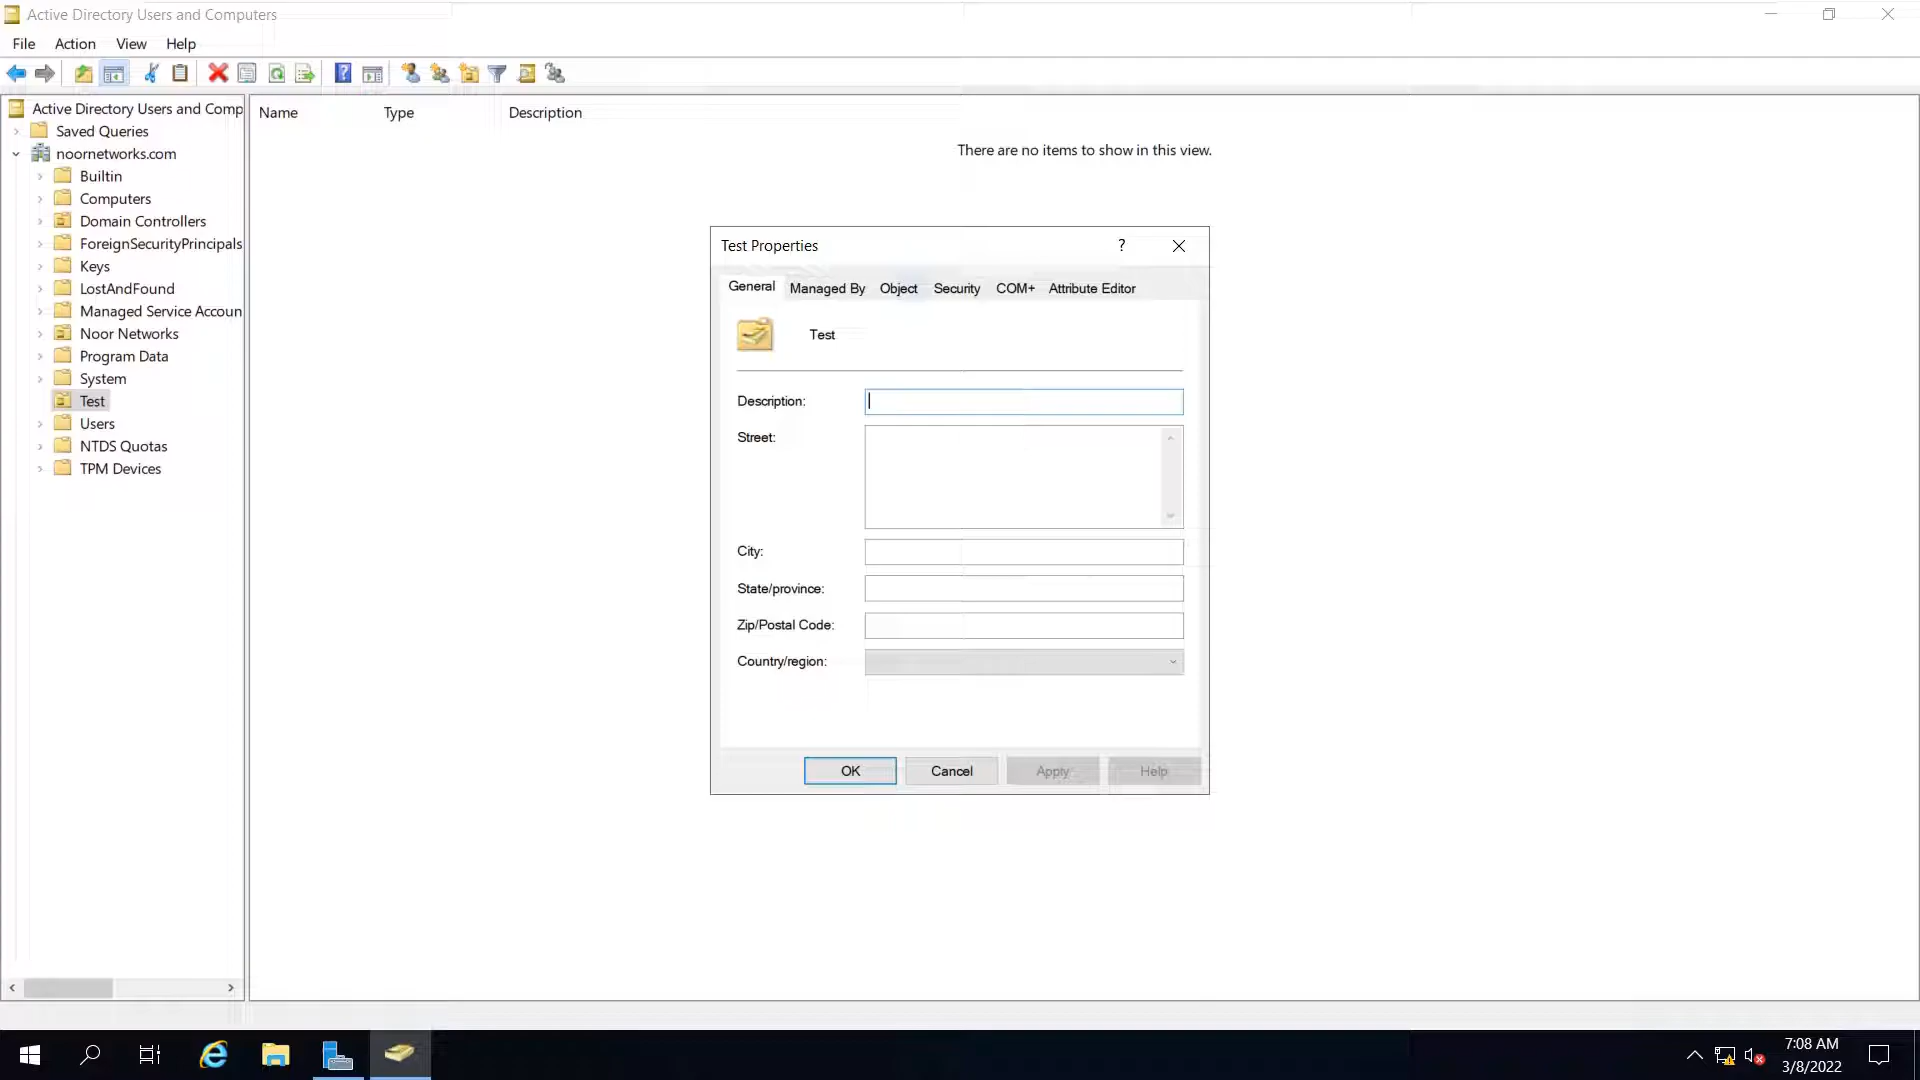 Active Directory Users and Computers
File Action View Help
Active Directory Users and Comp
Saved Queries
noornetworks.com
Builtin
Computers
Domain Controllers
ForeignSecurityPrincipals
Keys
LostAndFound
Managed Service Accoun
Noor Networks
Program Data
System
Test
Users
NTDS Quotas
TPM Devices
Name Type Description
There are no items to show in this view.
Test Properties
General Managed By Object Security COM+ Attribute Editor
Test
Description:
Street:
City:
State/province:
Zip/Postal Code:
Country/region:
OK Cancel Apply Help
7:08 AM
3/8/2022